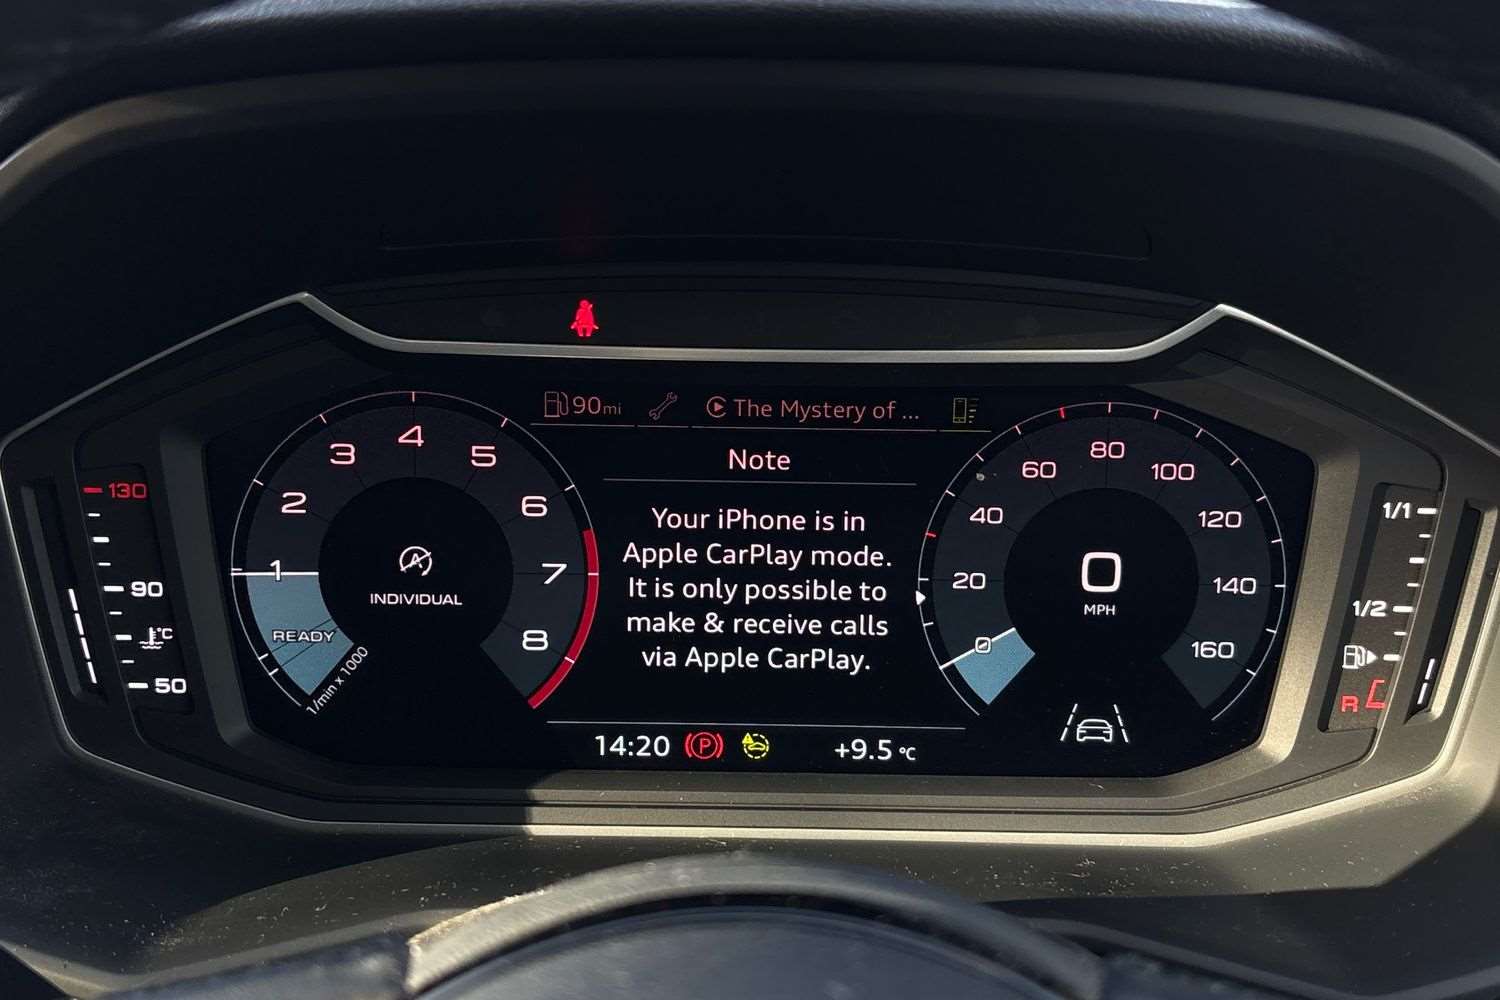 90mi
The Mystery of ...
Note
Your iPhone is in
Apple CarPlay mode.
It is only possible to
make & receive calls
via Apple CarPlay.
14:20
P
+9.5 °C
1
2
3
4
5
6
7
8
READY
1/min x 1000
A
INDIVIDUAL
0
20
40
60
80
100
120
140
160
0
MPH
130
90
°C
50
1/1
1/2
R